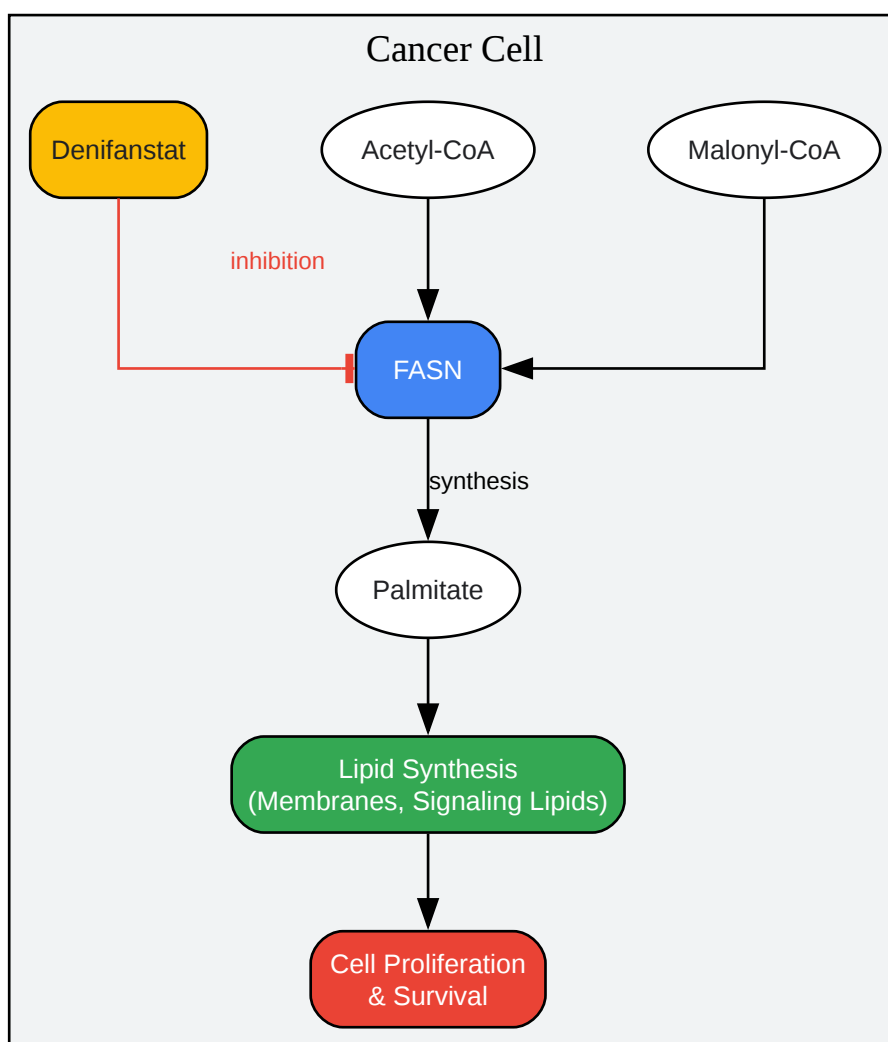 Cancer Cell
Denifanstat
Acetyl-CoA
Malonyl-CoA
inhibition
FASN
synthesis
Palmitate
Lipid Synthesis
(Membranes, Signaling Lipids)
Cell Proliferation
& Survival